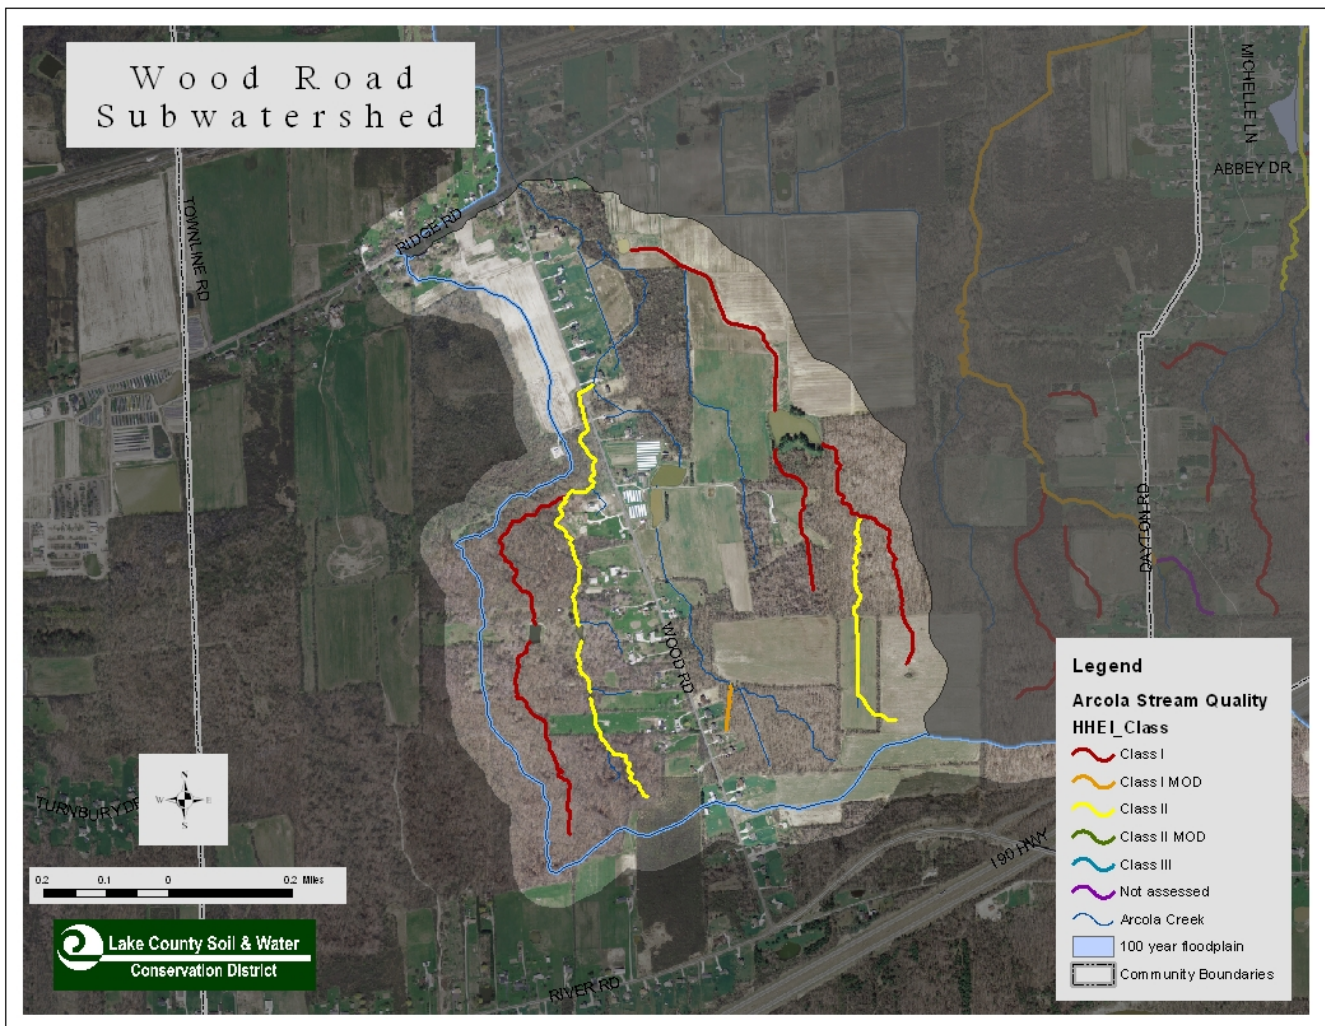 Wood Road
Subwatershed
MICHELLE LN
ABBEY DR
TOWNLINE RD
RIDGE RD
DAYTON RD
WOOD RD
Legend
Arcola Stream Quality
HHEI_Class
Class I
Class I MOD
Class II
Class II MOD
Class III
Not assessed
Arcola Creek
100 year floodplain
Community Boundaries
N
W E
S
TURNBURY DR
I 90 HWY
0.2 0.1 0 0.2 Miles
Lake County Soil & Water
Conservation District
RIVER RD